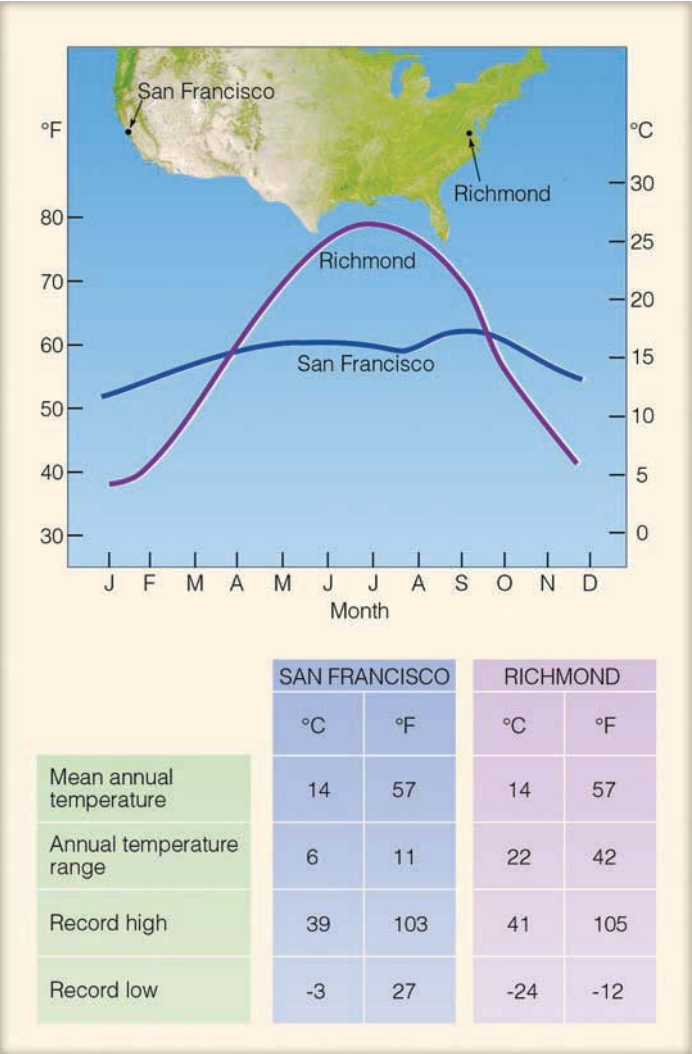 San Francisco
Richmond
°F
80
70
60
50
40
30
°C
30
25
20
15
10
5
0
Richmond
San Francisco
J F M A M J J A S O N D
Month
SAN FRANCISCO RICHMOND
°C °F °C °F
Mean annual
temperature
14 57 14 57
Annual temperature
range
6 11 22 42
Record high 39 103 41 105
Record low -3 27 -24 -12